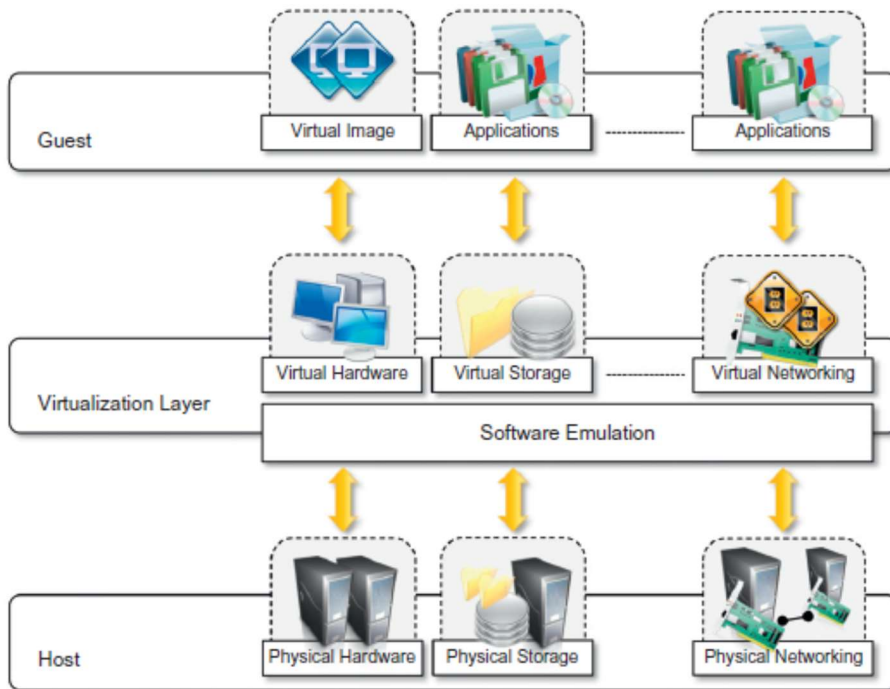 Virtual Image
Applications
Applications
Guest
Virtual Hardware
Virtual Storage
Virtual Networking
Virtualization Layer
Software Emulation
Physical Hardware
Physical Storage
Physical Networking
Host